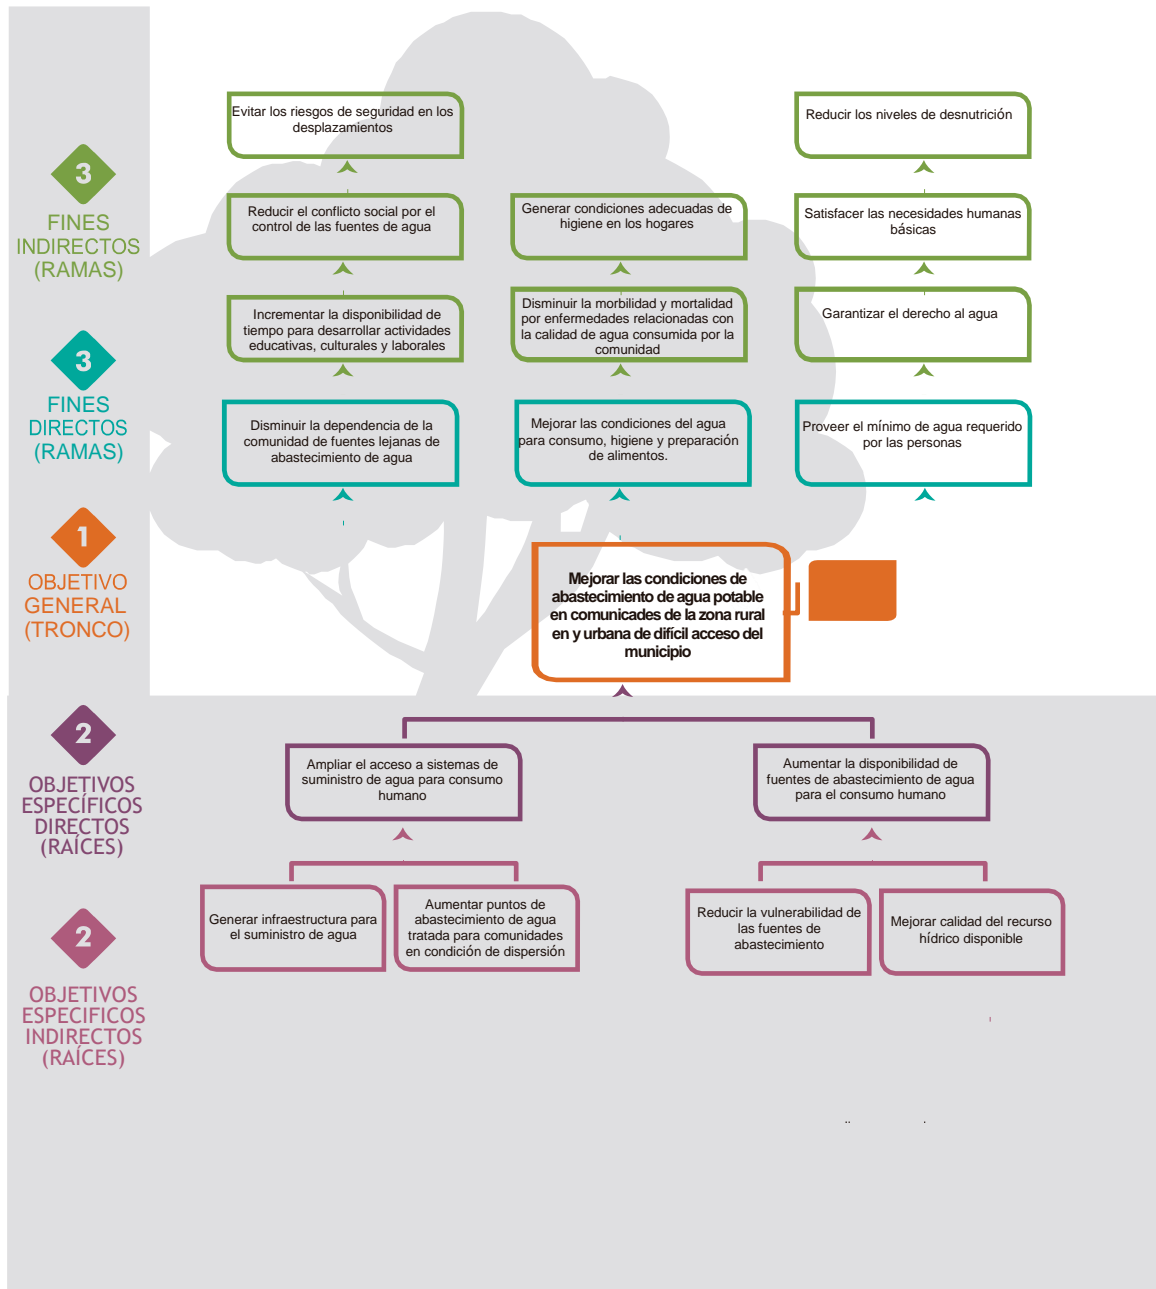 3
FINES
INDIRECTOS
(RAMAS)
Evitar los riesgos de seguridad en los
desplazamientos
Reducir los niveles de desnutrición
Reducir el conflicto social por el
control de las fuentes de agua
Generar condiciones adecuadas de
higiene en los hogares
Satisfacer las necesidades humanas
básicas
Incrementar la disponibilidad de
tiempo para desarrollar actividades
educativas, culturales y laborales
Disminuir la morbilidad y mortalidad
por enfermedades relacionadas con
la calidad de agua consumida por la
comunidad
Garantizar el derecho al agua
3
FINES
DIRECTOS
(RAMAS)
Disminuir la dependencia de la
comunidad de fuentes lejanas de
abastecimiento de agua
Mejorar las condiciones del agua
para consumo, higiene y preparación
de alimentos.
Proveer el mínimo de agua requerido
por las personas
1
OBJETIVO
GENERAL
(TRONCO)
Mejorar las condiciones de
abastecimiento de agua potable
en comunicades de la zona rural
en y urbana de difícil acceso del
municipio
2
OBJETIVOS
ESPECÍFICOS
DIRECTOS
(RAÍCES)
Ampliar el acceso a sistemas de
suministro de agua para consumo
humano
Aumentar la disponibilidad de
fuentes de abastecimiento de agua
para el consumo humano
2
OBJETIVOS
ESPECIFICOS
INDIRECTOS
(RAÍCES)
Generar infraestructura para
el suministro de agua
Aumentar puntos de
abastecimiento de agua
tratada para comunidades
en condición de dispersión
Reducir la vulnerabilidad de
las fuentes de
abastecimiento
Mejorar calidad del recurso
hídrico disponible